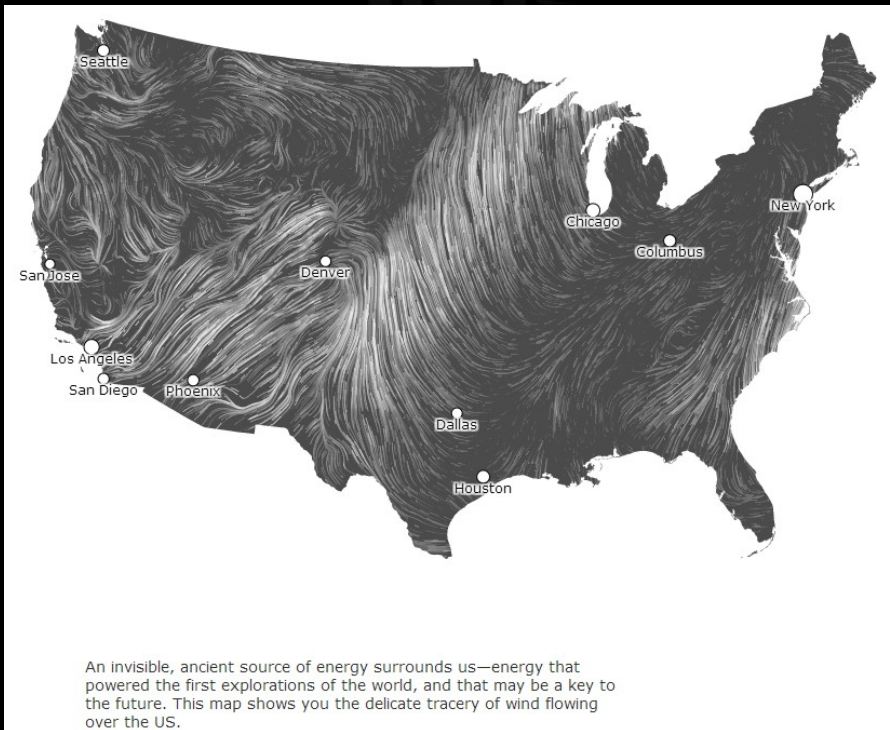 Seattle
New York
Chicago
Columbus
San Jose
Denver
Los Angeles
San Diego
Phoenix
Dallas
Houston
An invisible, ancient source of energy surrounds us—energy that
powered the first explorations of the world, and that may be a key to
the future. This map shows you the delicate tracery of wind flowing
over the US.